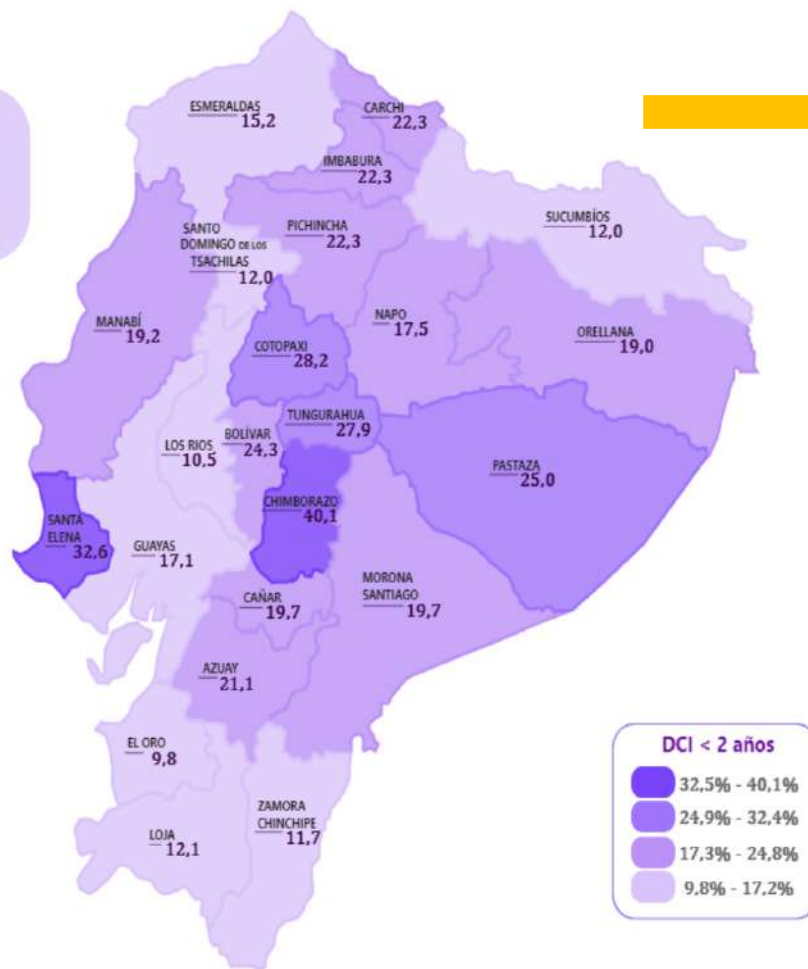 ESMERALDAS
15,2
CARCHI
22,3
IMBABURA
22,3
SUCUMBÍOS
12,0
SANTO
DOMINGO DE LOS
TSACHILAS
12,0
PICHINCHA
22,3
MANABÍ
19,2
NAPO
17,5
ORELLANA
19,0
COTOPAXI
28,2
TUNGURAHUA
27,9
LOS RIOS
10,5
BOLÍVAR
24,3
PASTAZA
25,0
CHIMBORAZO
40,1
SANTA
ELENA
32,6
GUAYAS
17,1
MORONA
SANTIAGO
19,7
CAÑAR
19,7
AZUAY
21,1
EL ORO
9,8
ZAMORA
CHINCHIPE
11,7
LOJA
12,1
DCI < 2 años
32,5% - 40,1%
24,9% - 32,4%
17,3% - 24,8%
9,8% - 17,2%